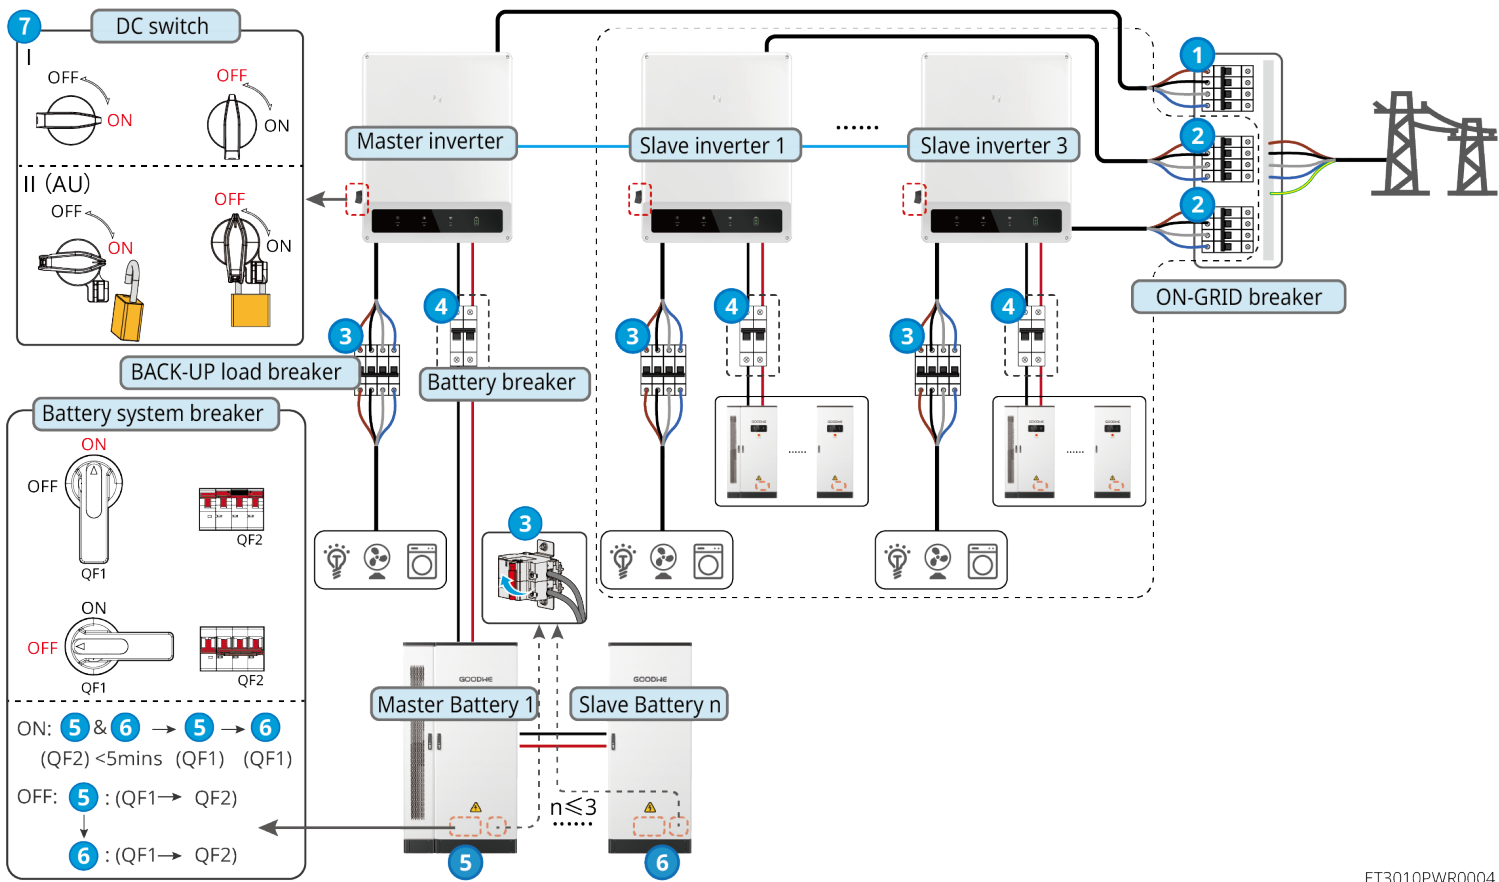 7
DC switch
I
OFF
ON
OFF
ON
II (AU)
OFF
ON
OFF
ON
Master inverter
Slave inverter 1
......
Slave inverter 3
1
2
2
ON-GRID breaker
3
4
3
4
3
4
BACK-UP load breaker
Battery breaker
Battery system breaker
ON
OFF
QF1
QF2
ON
OFF
QF1
QF2
ON: 5 & 6 → 5 → 6
(QF2) <5mins (QF1) (QF1)
OFF: 5 : (QF1→ QF2)
↓
6 : (QF1→ QF2)
GOODWE
......
GOODWE
GOODWE
......
GOODWE
3
GOODWE
Master Battery 1
GOODWE
Slave Battery n
n≤3
......
5
6
ET3010PWR0004